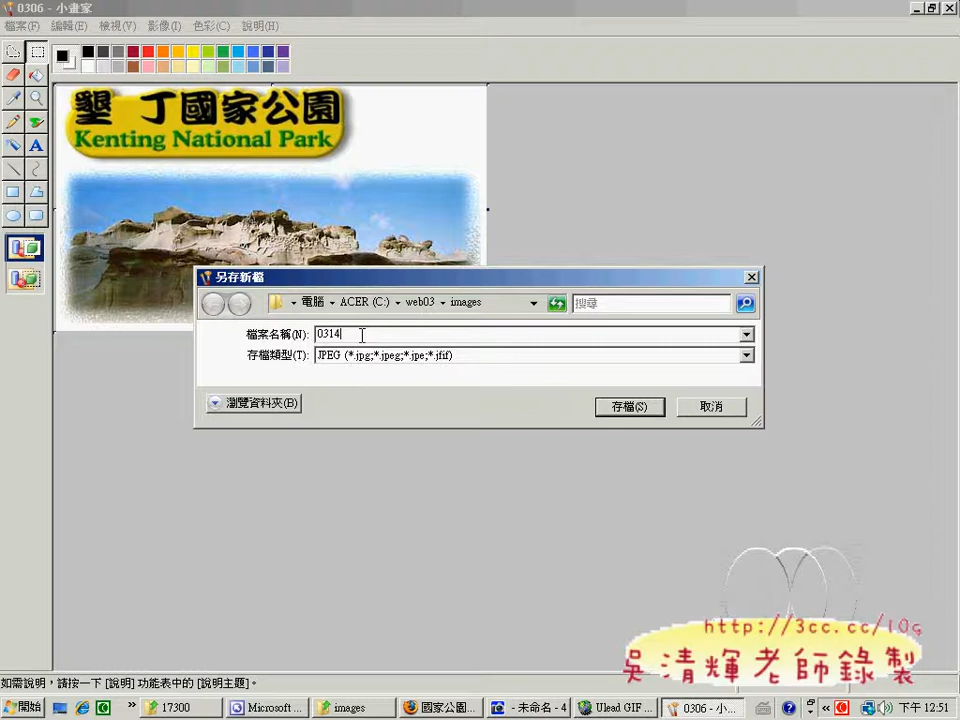 0306 - 小畫家
檔案(F) 編輯(E) 檢視(V) 影像(I) 色彩(C) 說明(H)
墾丁國家公園
Kenting National Park
另存新檔
電腦 ACER (C:) web03 images 搜尋
檔案名稱(N): 0314
存檔類型(T): JPEG (*.jpg;*.jpeg;*.jpe;*.jfif)
瀏覽資料夾(B) 存檔(S) 取消
http://3cc.cc/10g
吳清輝老師錄製
如需說明，請按一下 [說明] 功能表中的 [說明主題]。
開始 17300 Microsoft ... images 國家公園... - 未命名 - 4 Ulead GIF ... 0306 - 小... 下午 12:51